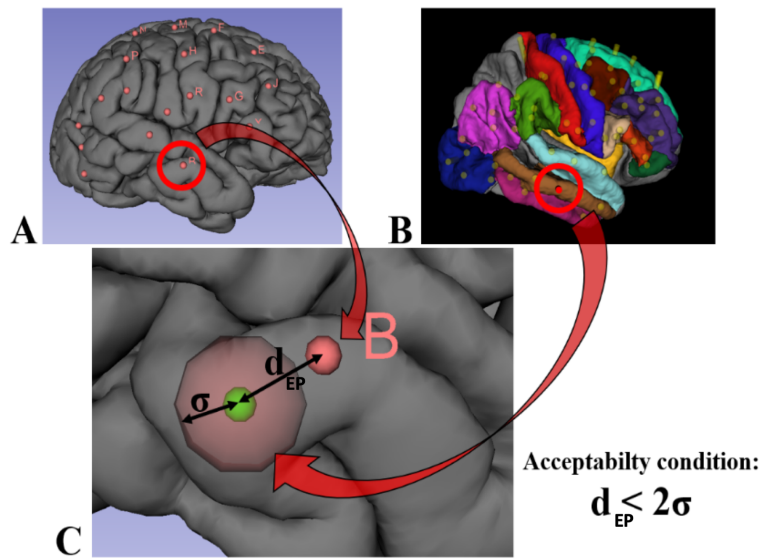 M
F
P
H
E
J
R
G
A
B
B
d EP
σ
Acceptabilty condition:
d EP < 2σ
C